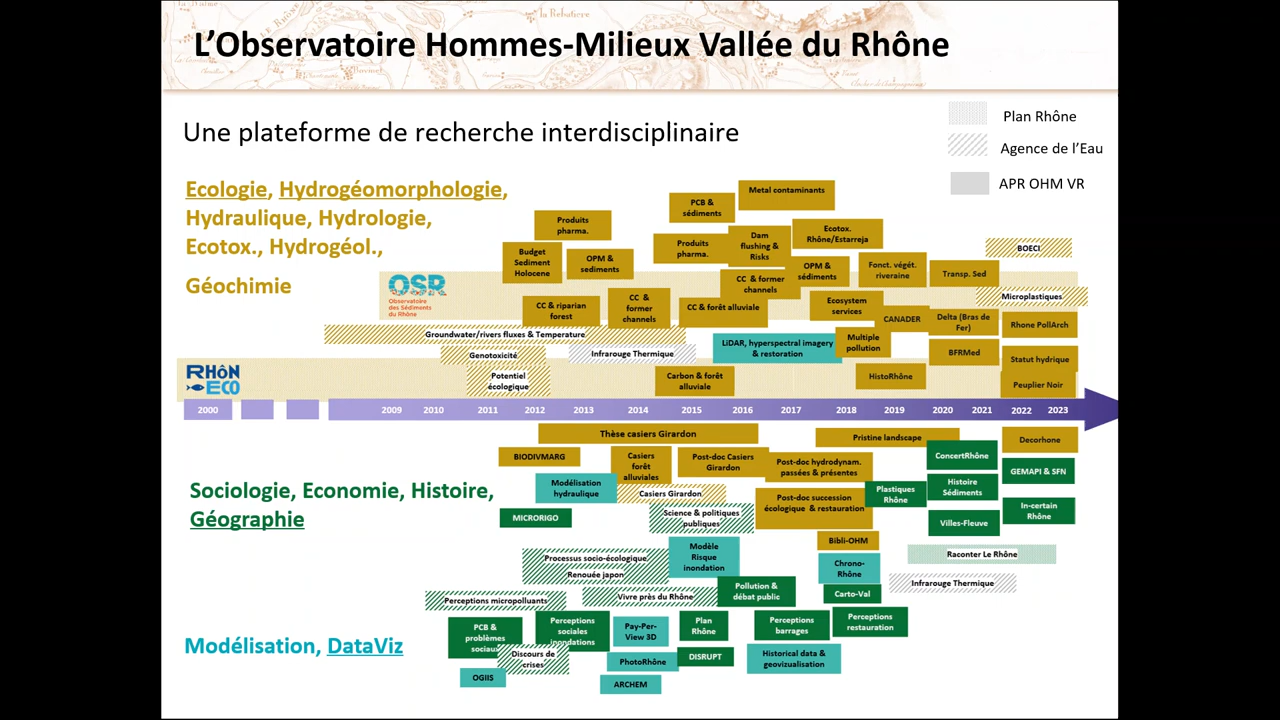 L'Observatoire Hommes-Milieux Vallée du Rhône
Une plateforme de recherche interdisciplinaire
Plan Rhône
Agence de l'Eau
APR OHM VR
Ecologie, Hydrogéomorphologie,
Hydraulique, Hydrologie,
Ecotox., Hydrogéol.,
Géochimie
Metal contaminants
PCB &
sédiments
Produits
pharma.
Ecotox.
Rhône/Estarreja
Dam
flushing &
Risks
Produits
pharma.
BOECI
Budget
Sediment
Holocene
OPM &
sediments
OPM &
sédiments
Fonct. végét.
riveraine
Transp. Sed
CC & former
channels
OSR
Observatoire
des Sédiments
du Rhône
Microplastiques.
CC & riparian
forest
CC &
former
channels
CC & forêt alluviale
Ecosystem
services
CANADER
Delta (Bras de
Fer)
Rhone PollArch
Groundwater/rivers fluxes & Temperature
Genotoxicité
Infrarouge Thermique
LiDAR, hyperspectral imagery
& restoration
Multiple
pollution
BFRMed
Statut hydrique
RHÔN
ECO
Potentiel
écologique
Carbon & forêt
alluviale
HistoRhône
Peuplier Noir
2000 2009 2010 2011 2012 2013 2014 2015 2016 2017 2018 2019 2020 2021 2022 2023
Thèse casiers Girardon
Pristine landscape
Decorhone
BIODIVMARG
Casiers
forêt
alluviales
Post-doc Casiers
Girardon
Post-doc hydrodynam.
passées & présentes
ConcertRhône
GEMAPI & SFN
Sociologie, Economie, Histoire,
Géographie
Modélisation
hydraulique
Casiers Girardon
Post-doc succession
écologique & restauration
Plastiques
Rhône
Histoire
Sédiments
MICRORIGO
Science & politiques
publiques
Villes-Fleuve
In-certain
Rhône
Bibli-OHM
Modèle
Risque
inondation
Processus socio-écologique
Renouée japon
Chrono-
Rhône
Raconter Le Rhône
Infrarouge Thermique
Vivre près du Rhône
Pollution &
débat public
Carto-Val
Perceptions micropolluants
PCB &
problèmes
sociaux
Perceptions
sociales
inondations
Pay-Per-
View 3D
Plan
Rhône
Perceptions
barrages
Perceptions
restauration
Modélisation, DataViz
Discours de
crises
PhotoRhône
DISRUPT
Historical data &
geovizualisation
OGIIS
ARCHEM